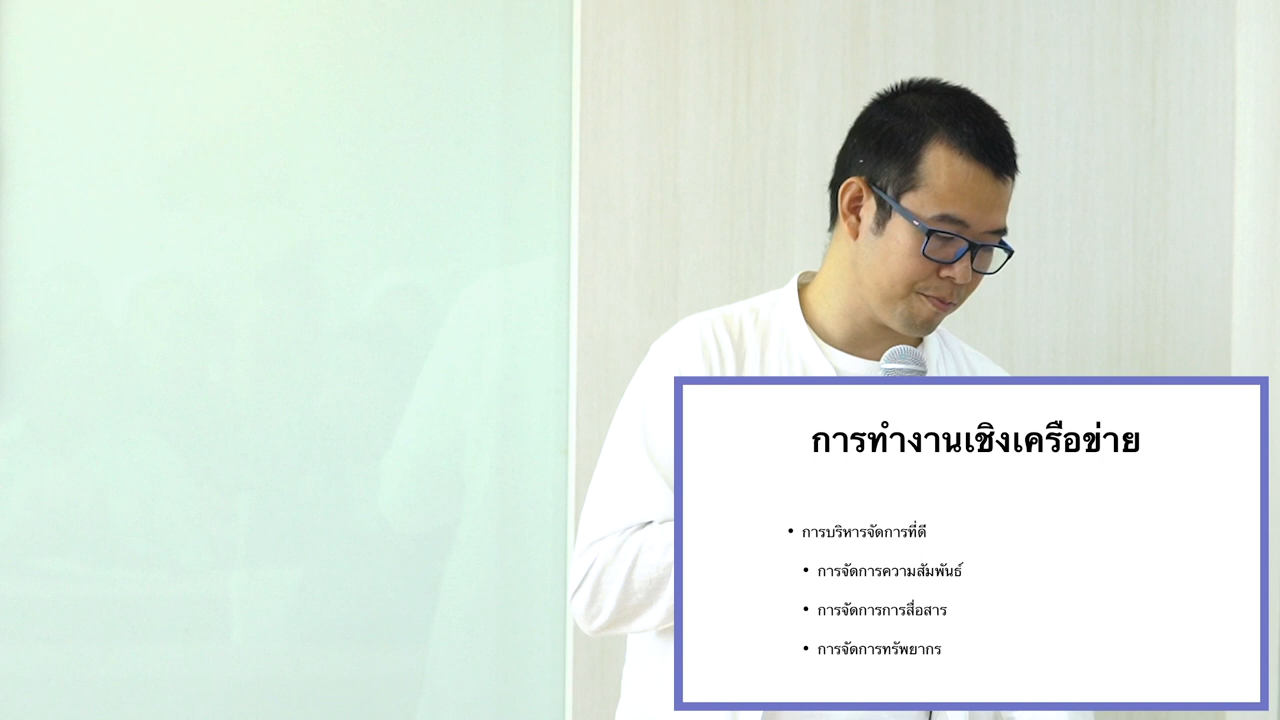 การทำงานเชิงเครือข่าย
• การบริหารจัดการที่ดี
• การจัดการความสัมพันธ์
• การจัดการการสื่อสาร
• การจัดการทรัพยากร